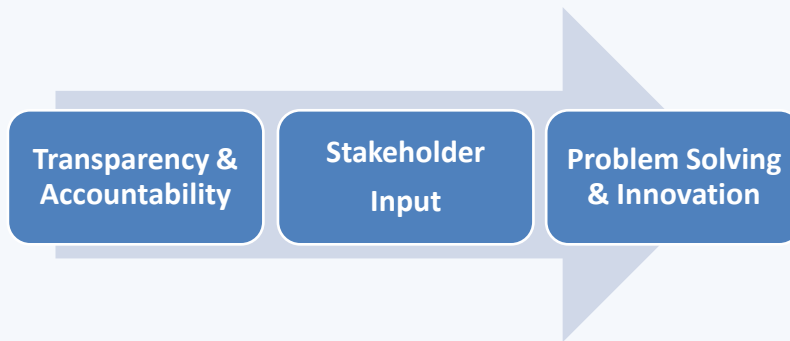 Transparency &
Accountability
Stakeholder
Input
Problem Solving
& Innovation